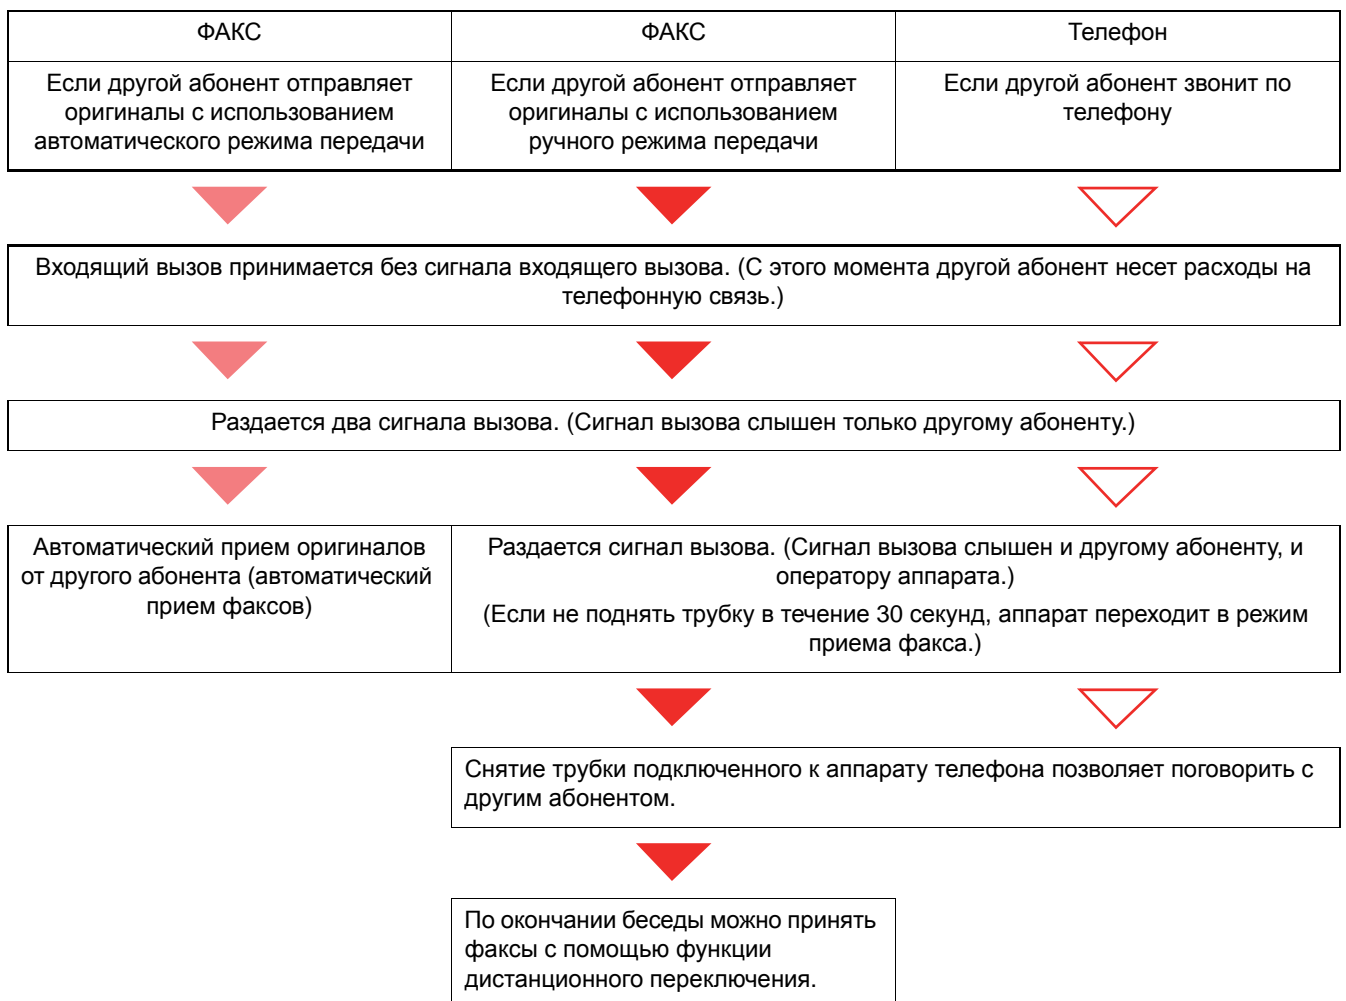 ФАКС
ФАКС
Телефон
Если другой абонент отправляет
оригиналы с использованием
автоматического режима передачи
Если другой абонент отправляет
оригиналы с использованием
ручного режима передачи
Если другой абонент звонит по
телефону
Входящий вызов принимается без сигнала входящего вызова. (С этого момента другой абонент несет расходы на
телефонную связь.)
Раздается два сигнала вызова. (Сигнал вызова слышен только другому абоненту.)
Автоматический прием оригиналов
от другого абонента (автоматический
прием факсов)
Раздается сигнал вызова. (Сигнал вызова слышен и другому абоненту, и
оператору аппарата.)
(Если не поднять трубку в течение 30 секунд, аппарат переходит в режим
приема факса.)
Снятие трубки подключенного к аппарату телефона позволяет поговорить с
другим абонентом.
По окончании беседы можно принять
факсы с помощью функции
дистанционного переключения.